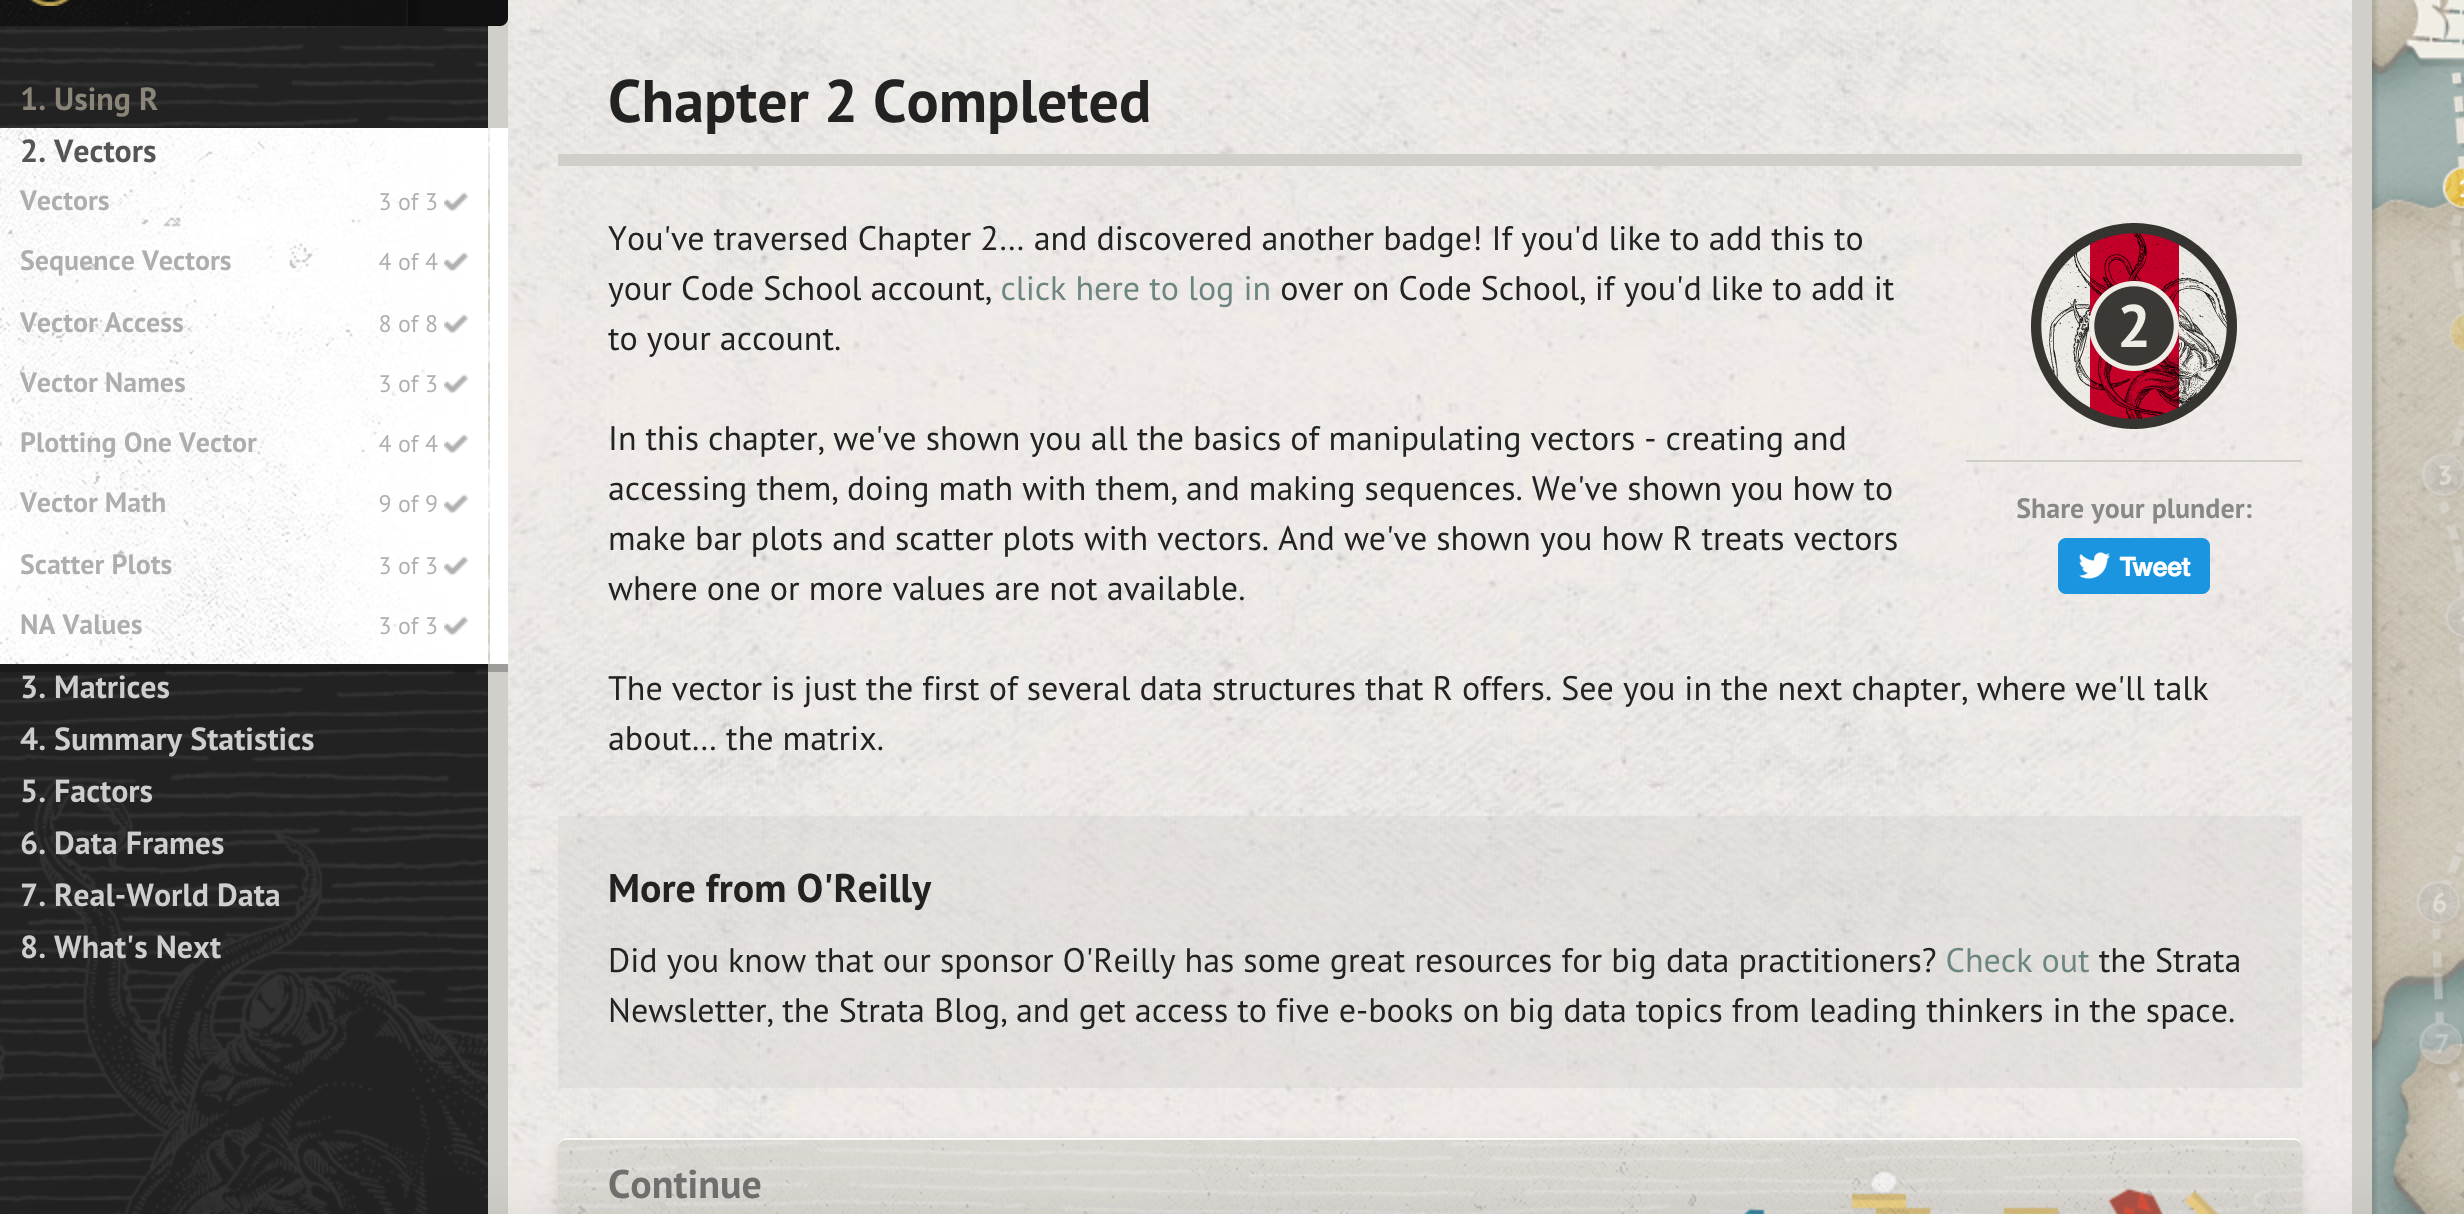 1. Using R
2. Vectors
Vectors 3 of 3
Sequence Vectors 4 of 4
Vector Access 8 of 8
Vector Names 3 of 3
Plotting One Vector 4 of 4
Vector Math 9 of 9
Scatter Plots 3 of 3
NA Values 3 of 3
3. Matrices
4. Summary Statistics
5. Factors
6. Data Frames
7. Real-World Data
8. What's Next
Chapter 2 Completed
You've traversed Chapter 2... and discovered another badge! If you'd like to add this to
your Code School account, click here to log in over on Code School, if you'd like to add it
to your account.
In this chapter, we've shown you all the basics of manipulating vectors - creating and
accessing them, doing math with them, and making sequences. We've shown you how to
make bar plots and scatter plots with vectors. And we've shown you how R treats vectors
where one or more values are not available.
The vector is just the first of several data structures that R offers. See you in the next chapter, where we'll talk
about... the matrix.
2
Share your plunder:
Tweet
More from O'Reilly
Did you know that our sponsor O'Reilly has some great resources for big data practitioners? Check out the Strata
Newsletter, the Strata Blog, and get access to five e-books on big data topics from leading thinkers in the space.
Continue
3
6
7